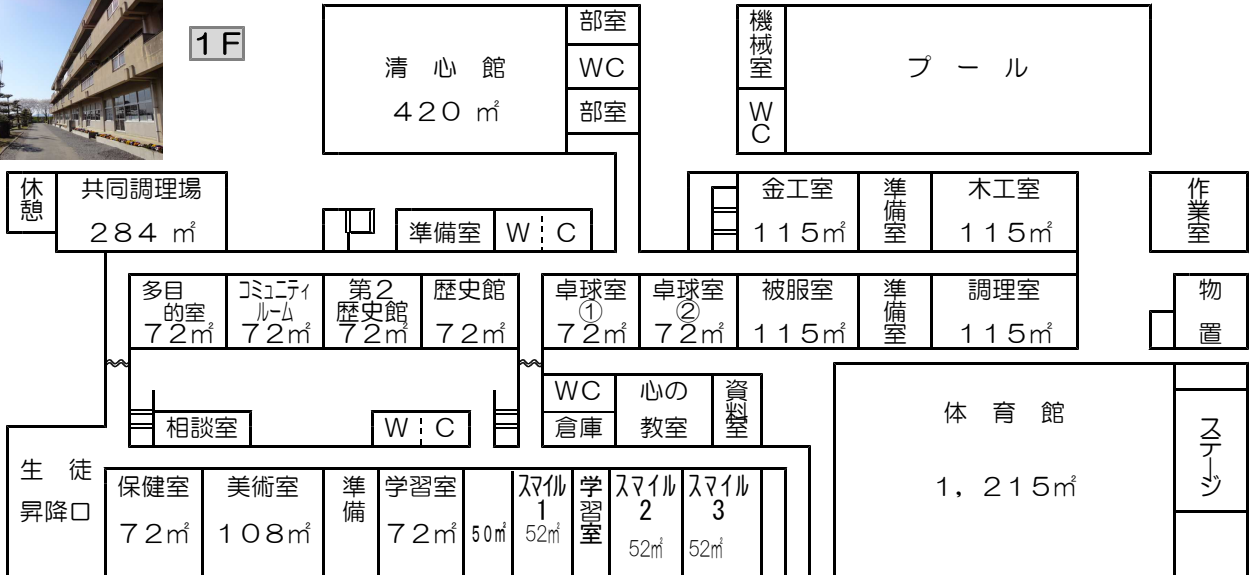 １Ｆ
清心館
４２０ ㎡
部室
ＷＣ
部室
機械室
ＷＣ
プール
休憩
共同調理場
２８４ ㎡
準備室
Ｗ Ｃ
金工室
１１５㎡
準備室
木工室
１１５㎡
作業室
多目的室
７２㎡
ｺﾐｭﾆﾃｨﾙｰﾑ
７２㎡
第２歴史館
７２㎡
歴史館
７２㎡
卓球室①
７２㎡
卓球室②
７２㎡
被服室
１１５㎡
準備室
調理室
１１５㎡
物置
相談室
Ｗ Ｃ
ＷＣ
倉庫
心の教室
資料室
体育館
１，２１５㎡
ステージ
生徒昇降口
保健室
７２㎡
美術室
１０８㎡
準備
学習室
７２㎡
50㎡
ｽﾏｲﾙ1
52㎡
学習室
ｽﾏｲﾙ2
52㎡
ｽﾏｲﾙ3
52㎡